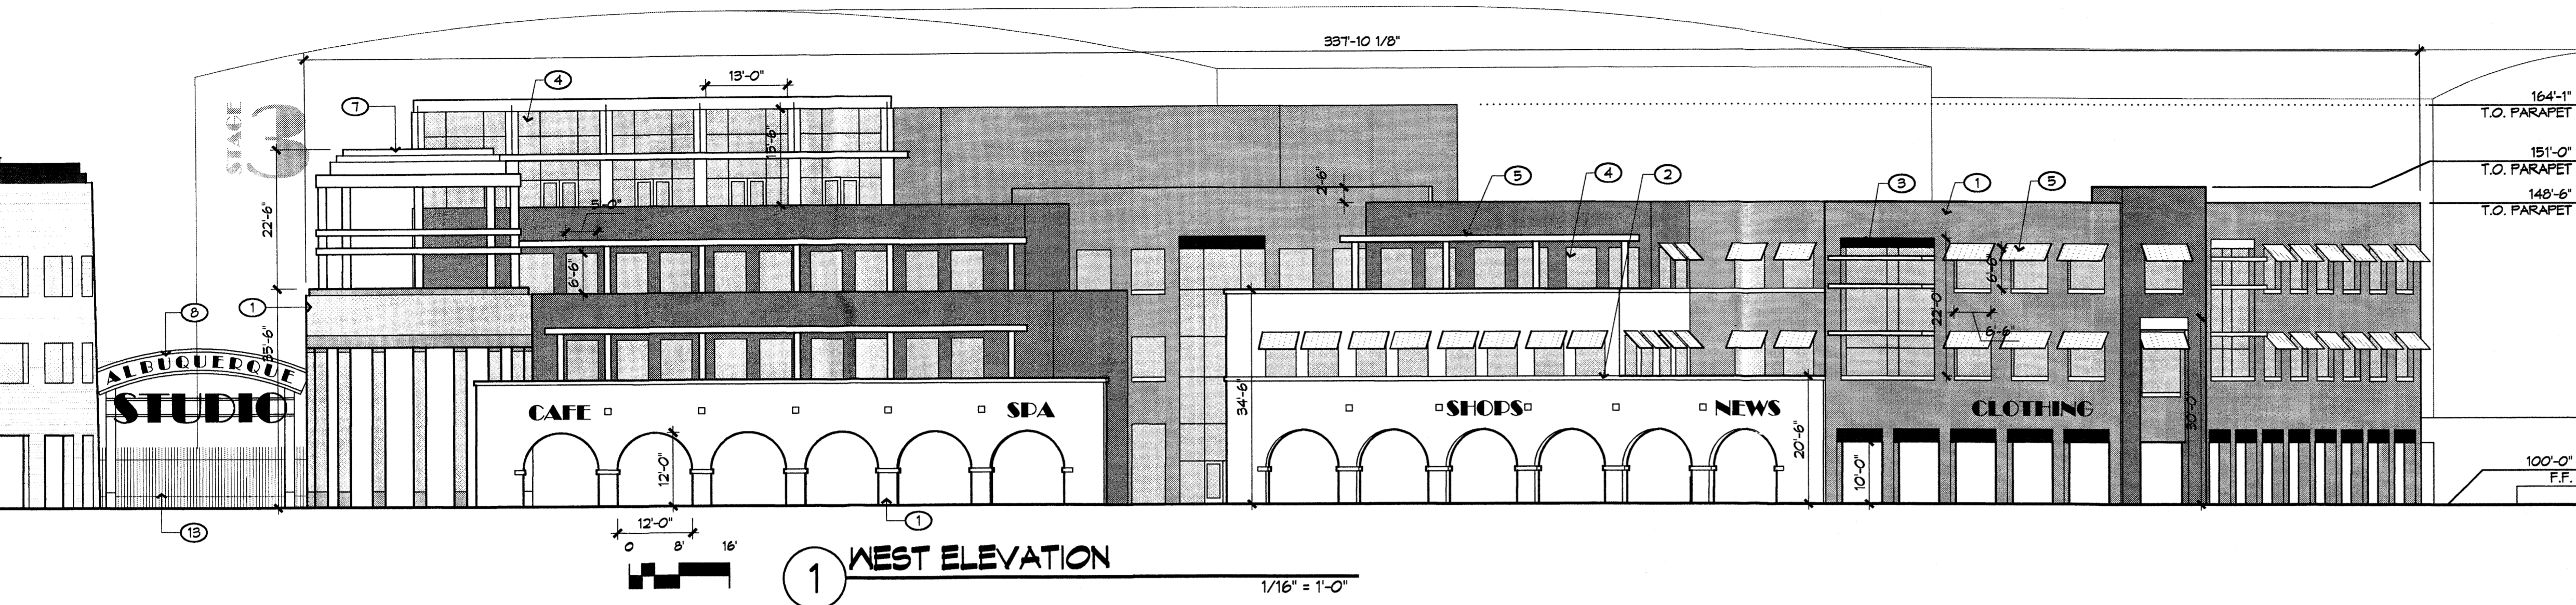 337'-10 1/8"
13'-0"
4
7
STAGE
3
164'-1"
T.O. PARAPET
151'-0"
T.O. PARAPET
148'-6"
T.O. PARAPET
15'-6"
2'-6"
5
4
2
3
1
5
22'-6"
6'-6"
6'-6"
22'-0
6'-6"
1
8
35'-6"
34'-6"
20'-6"
30'-0"
ALBUQUERQUE
STUDIO
CAFE
SPA
SHOPS
NEWS
CLOTHING
12'-0"
10'-0"
100'-0"
F.F.
13
12'-0"
1
0 8' 16'
1
WEST ELEVATION
1/16" = 1'-0"